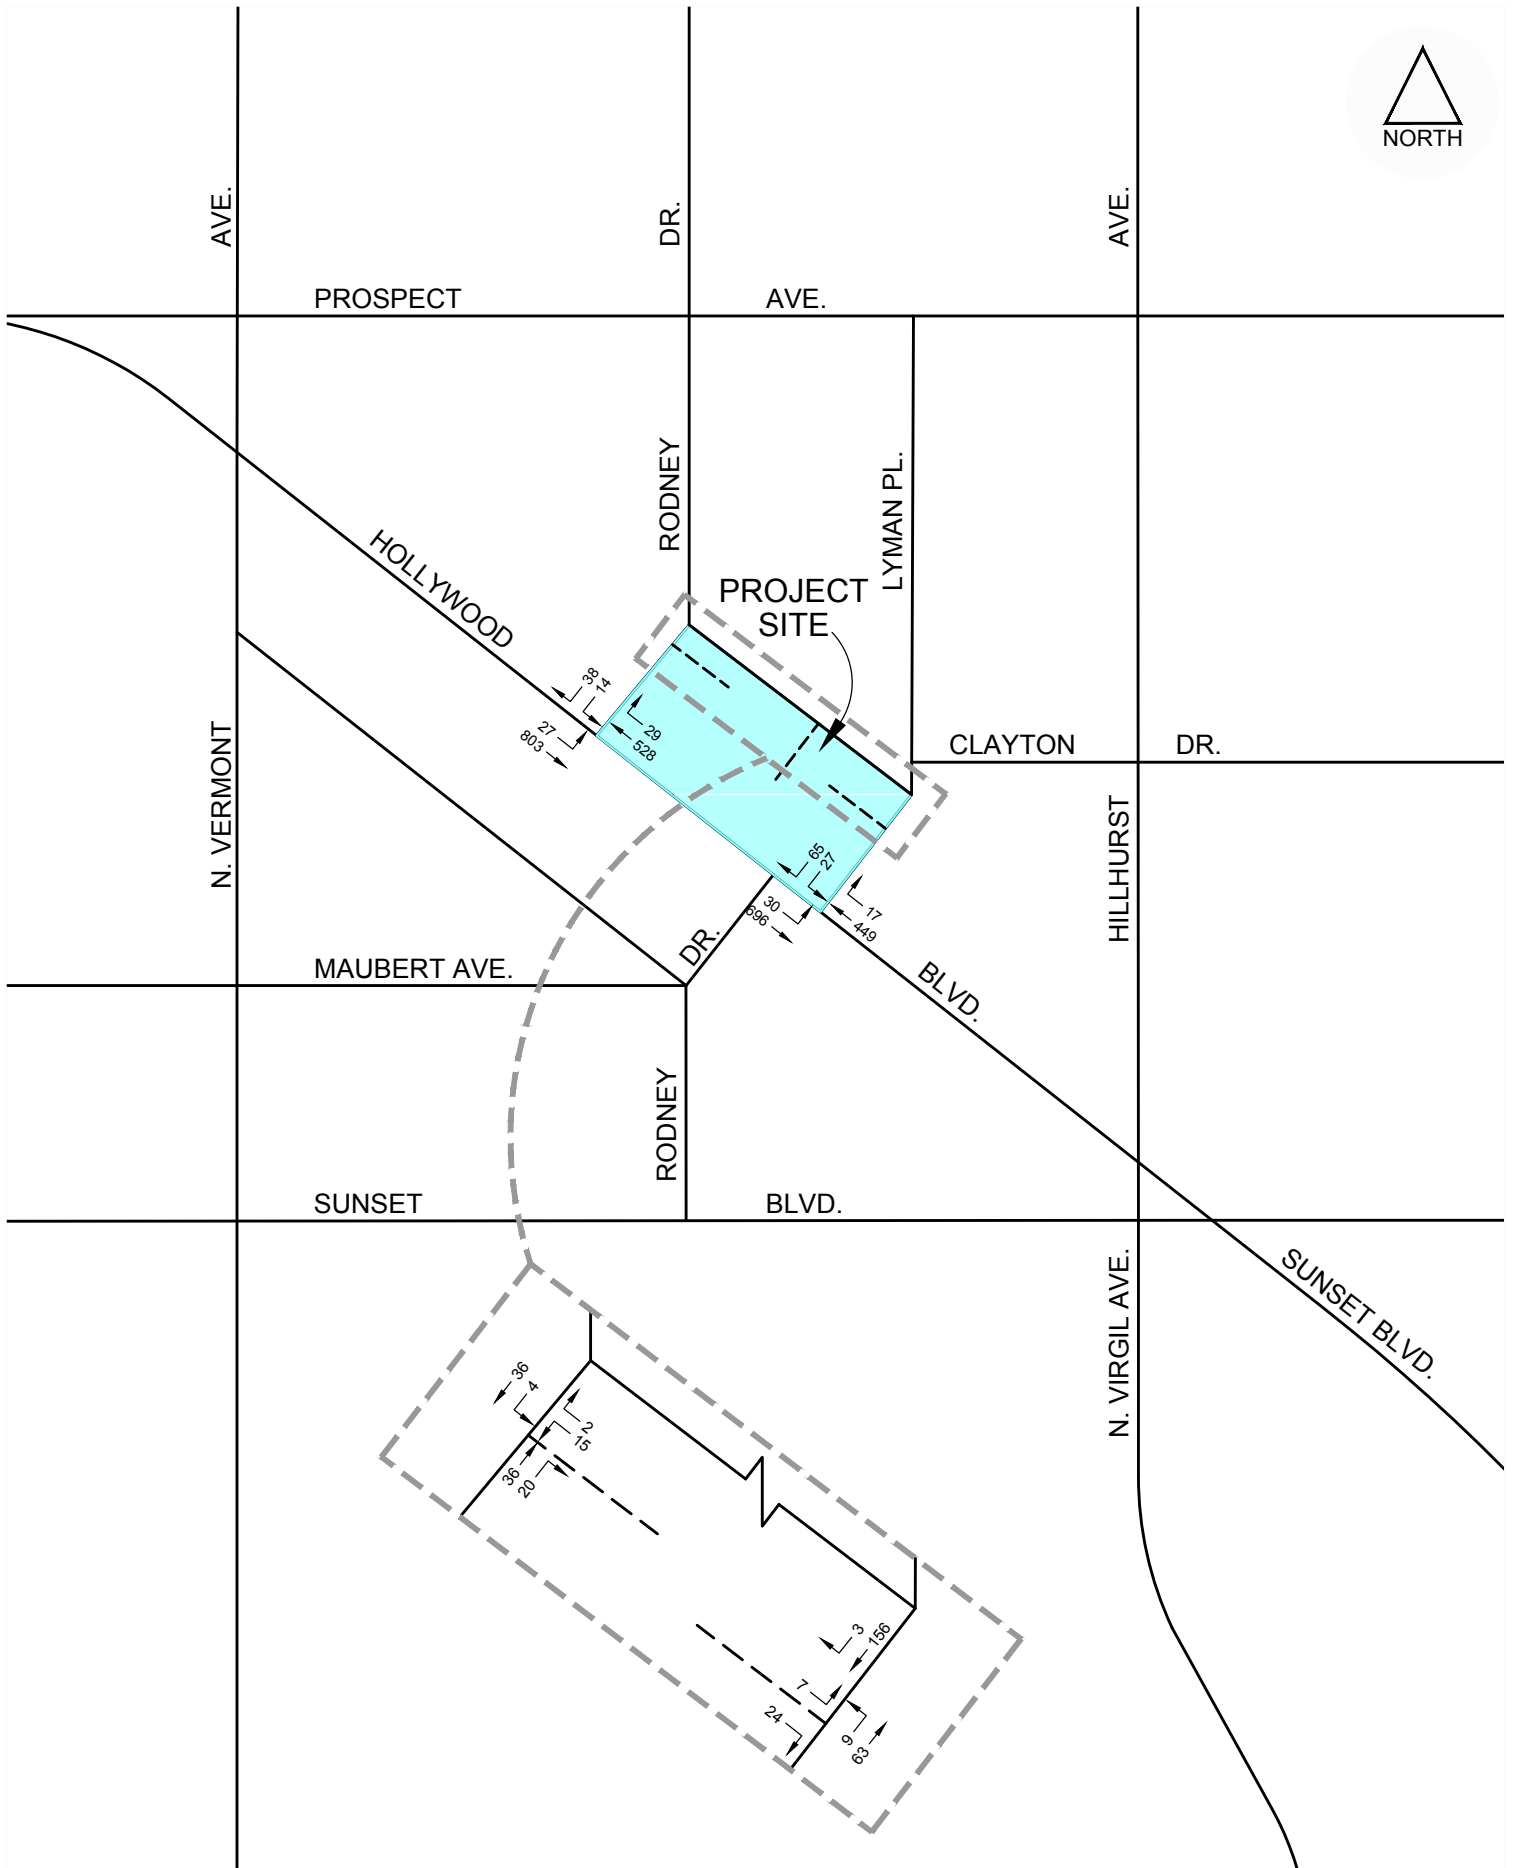 NORTH
AVE.
DR.
AVE.
PROSPECT
AVE.
RODNEY
LYMAN PL.
HOLLYWOOD
PROJECT
SITE
38
14
27
803
29
528
N. VERMONT
CLAYTON
DR.
HILLHURST
65
27
30
696
17
449
DR.
MAUBERT AVE.
BLVD.
RODNEY
SUNSET
BLVD.
SUNSET BLVD.
N. VIRGIL AVE.
36
4
2
15
36
20
3
156
7
24
9
63